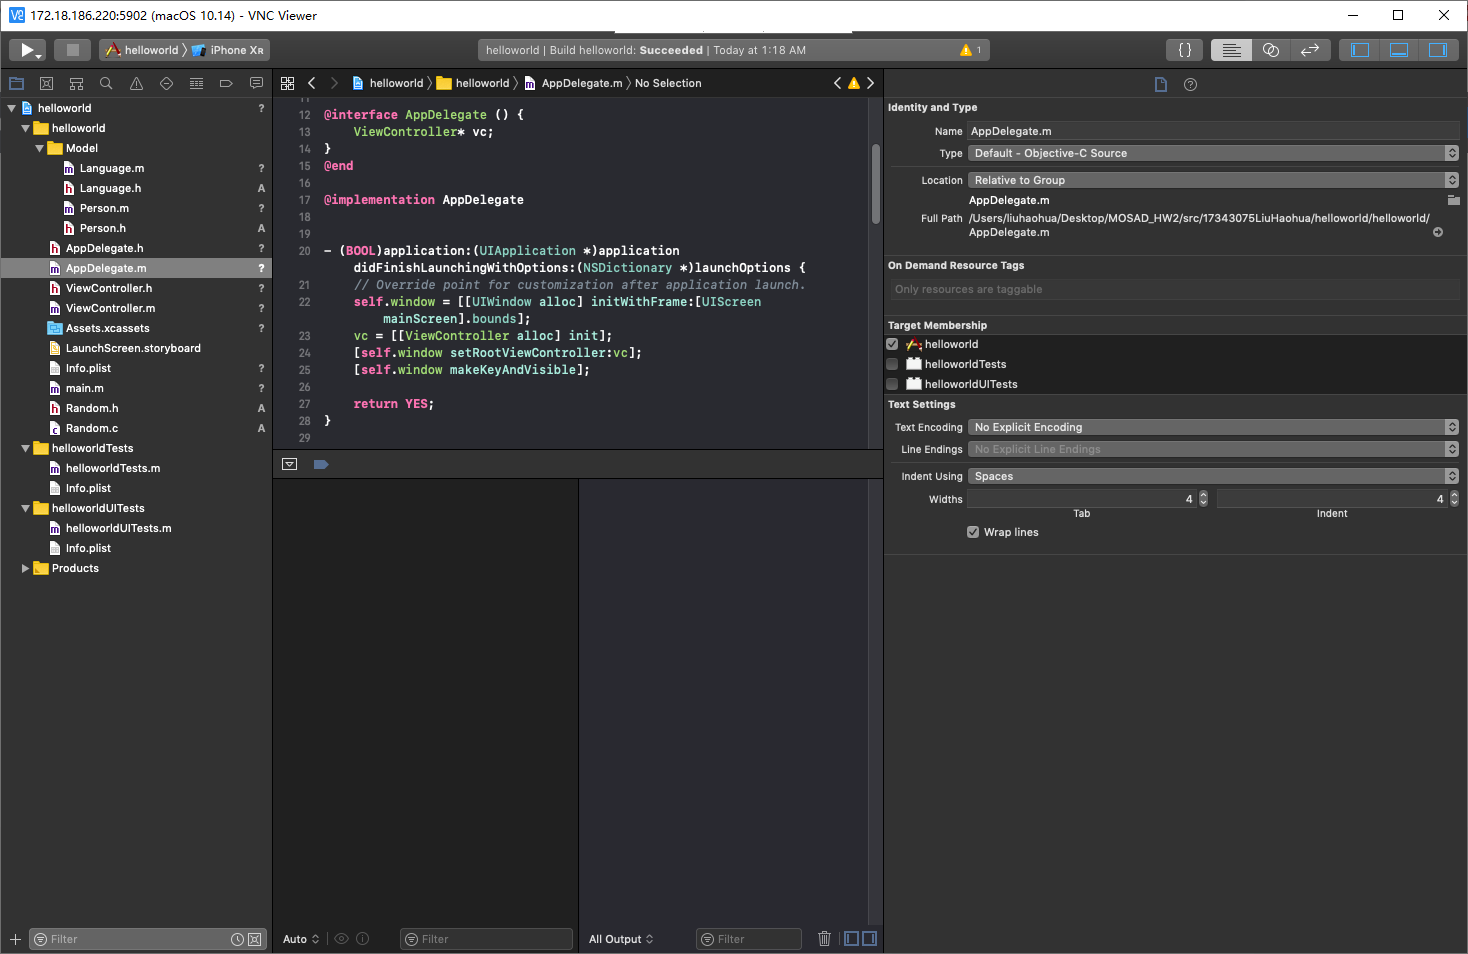 172.18.186.220:5902 (macOS 10.14) - VNC Viewer
helloworld
iPhone XR
helloworld | Build helloworld: Succeeded | Today at 1:18 AM
1
{}
helloworld
helloworld
AppDelegate.m
No Selection
helloworld ?
helloworld
Model
Language.m ?
Language.h A
Person.m ?
Person.h A
AppDelegate.h ?
AppDelegate.m ?
ViewController.h ?
ViewController.m ?
Assets.xcassets ?
LaunchScreen.storyboard
Info.plist ?
main.m ?
Random.h A
Random.c A
helloworldTests
helloworldTests.m
Info.plist
helloworldUITests
helloworldUITests.m
Info.plist
Products
Filter
11
12 @interface AppDelegate () {
13 ViewController* vc;
14 }
15 @end
16
17 @implementation AppDelegate
18
19
20 - (BOOL)application:(UIApplication *)application
didFinishLaunchingWithOptions:(NSDictionary *)launchOptions {
21 // Override point for customization after application launch.
22 self.window = [[UIWindow alloc] initWithFrame:[UIScreen
mainScreen].bounds];
23 vc = [[ViewController alloc] init];
24 [self.window setRootViewController:vc];
25 [self.window makeKeyAndVisible];
26
27 return YES;
28 }
29
Auto
Filter
All Output
Filter
Identity and Type
Name AppDelegate.m
Type Default - Objective-C Source
Location Relative to Group
AppDelegate.m
Full Path /Users/liuhaohua/Desktop/MOSAD_HW2/src/17343075LiuHaohua/helloworld/helloworld/
AppDelegate.m
On Demand Resource Tags
Only resources are taggable
Target Membership
helloworld
helloworldTests
helloworldUITests
Text Settings
Text Encoding No Explicit Encoding
Line Endings No Explicit Line Endings
Indent Using Spaces
Widths 4 4
Tab Indent
Wrap lines